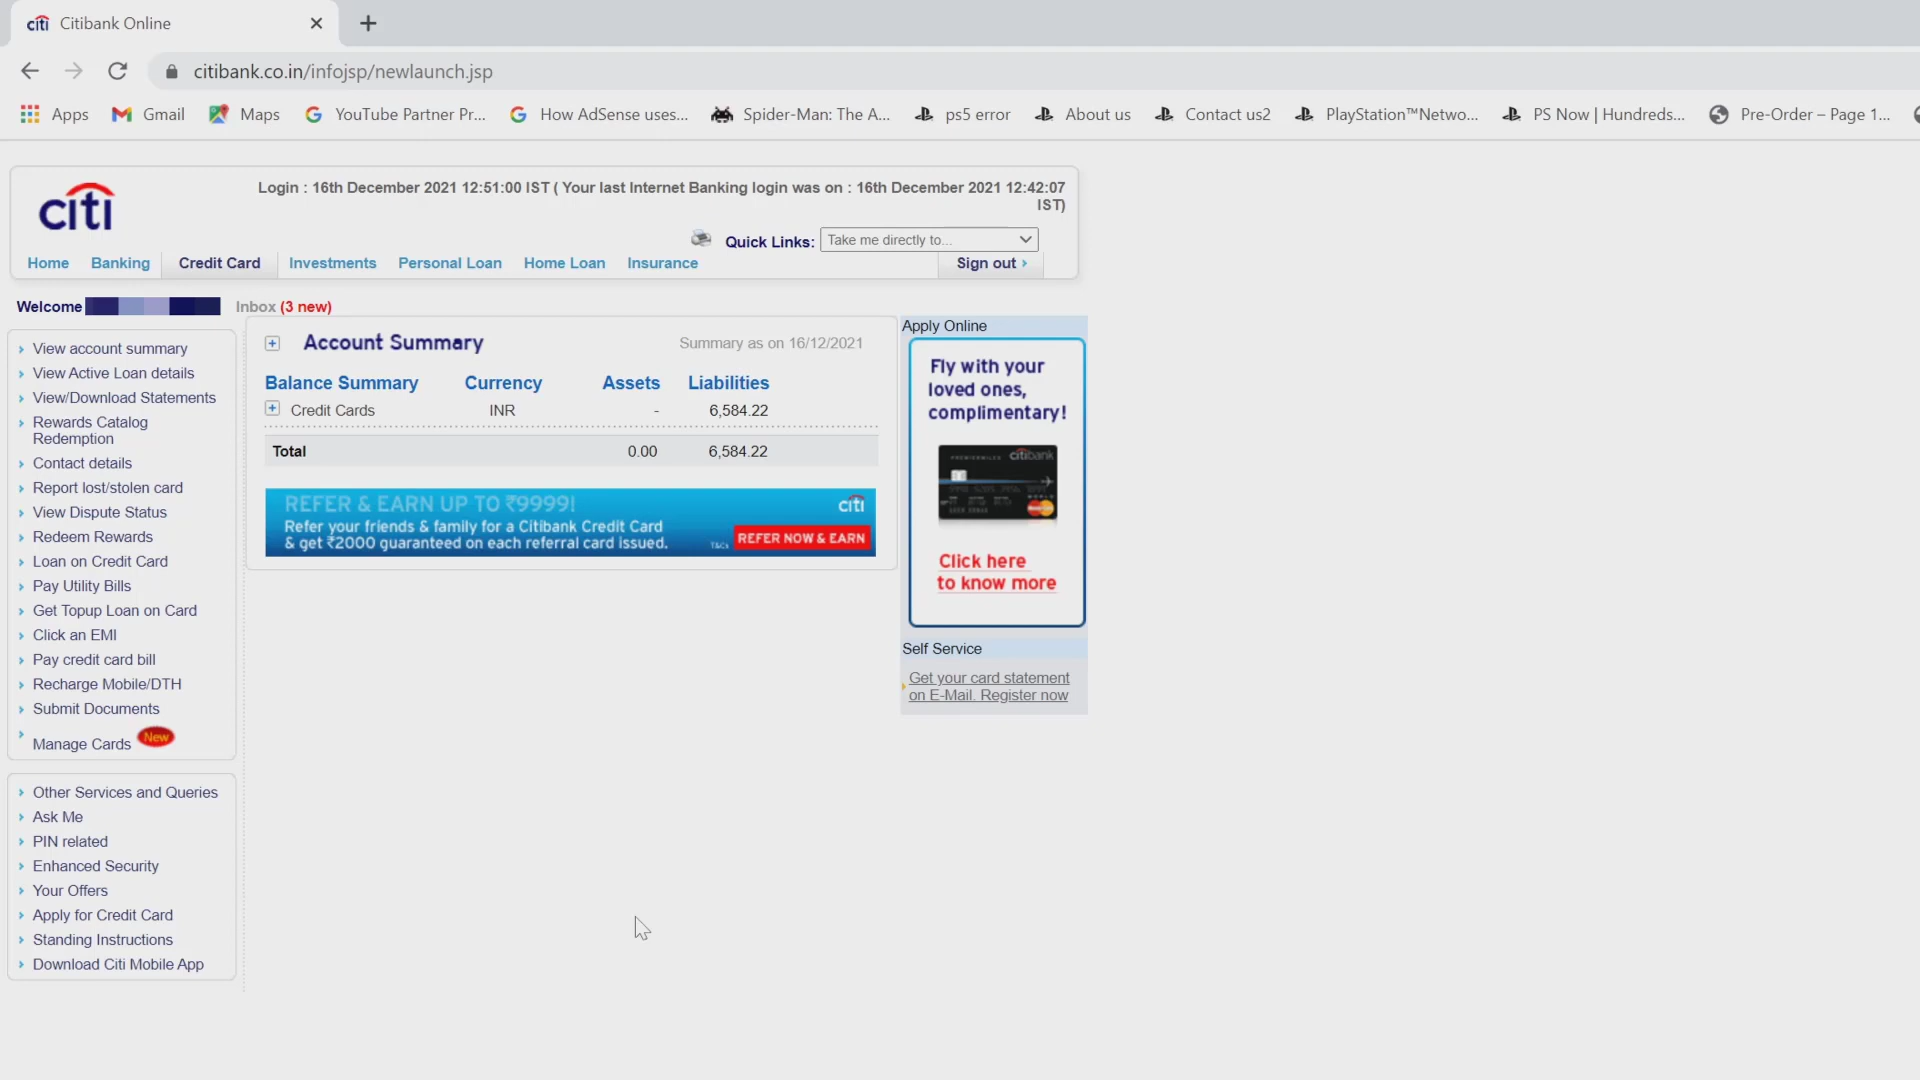 citi Citibank Online
citibank.co.in/infojsp/newlaunch.jsp
Apps Gmail Maps YouTube Partner Pr... How AdSense uses... Spider-Man: The A... ps5 error About us Contact us2 PlayStation™Netwo... PS Now | Hundreds... Pre-Order – Page 1...
citi
Login : 16th December 2021 12:51:00 IST ( Your last Internet Banking login was on : 16th December 2021 12:42:07
IST)
Quick Links: Take me directly to...
Home Banking Credit Card Investments Personal Loan Home Loan Insurance Sign out
Welcome Inbox (3 new)
View account summary
View Active Loan details
View/Download Statements
Rewards Catalog
Redemption
Contact details
Report lost/stolen card
View Dispute Status
Redeem Rewards
Loan on Credit Card
Pay Utility Bills
Get Topup Loan on Card
Click an EMI
Pay credit card bill
Recharge Mobile/DTH
Submit Documents
Manage Cards New
Other Services and Queries
Ask Me
PIN related
Enhanced Security
Your Offers
Apply for Credit Card
Standing Instructions
Download Citi Mobile App
Account Summary Summary as on 16/12/2021
Balance Summary Currency Assets Liabilities
Credit Cards INR - 6,584.22
Total 0.00 6,584.22
REFER & EARN UP TO ₹9999!
citi
Refer your friends & family for a Citibank Credit Card
& get ₹2000 guaranteed on each referral card issued.
T&Cs REFER NOW & EARN
Apply Online
Fly with your
loved ones,
complimentary!
PREMIERMILES citibank
Click here
to know more
Self Service
Get your card statement
on E-Mail. Register now